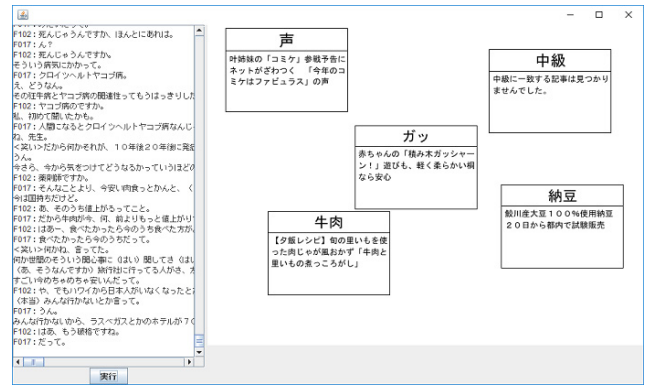 F102：死んじゃうんですか、ほんとにあれは。
F017：ん？
F102：死んじゃうんですか。
そういう病気にかかって。
F017：クロイツヘルトヤコブ病。
え、どうなん。
その狂牛病とヤコブ病の関連性ってもうはっきりした
F102：ヤコブ病のですか。
私、初めて聞いたかも。
F017：人間になるとクロイツヘルトヤコブ病なんじ
ね、先生。
<笑い>だから何かそれが、１０年後２０年後に発症
うん。
今さら、今から気をつけてどうなるかっていうほどの
F102：薬剤師ですか。
F017：そんなことより、今安い肉食っとかんと、（
今は国持ちだけど。
F102：あ、そのうち値上がるってこと。
F017：だから牛肉が今、何、前よりもっと値上がり
F102：はあー、食べたかったら今のうち食べた方が
F017：食べたかったら今のうちだって。
<笑い>何かね、言ってた。
何か世間のそういう関心事に（はい）関してさ（はい
（あ、そうなんですか）旅行社に行ってる人がさ、
すごい今めちゃめちゃ安いんだって。
F102：や、でもハワイから日本人がいなくなったと
（本当）みんな行かないとか言って。
F017：うん。
みんな行かないから、ラスベガスとかのホテルが７
F102：はあ、もう破格ですね。
F017：だって。
実行
声
叶姉妹の「コミケ」参戦予告に
ネットがざわつく　「今年のコ
ミケはファビュラス」の声
中級
中級に一致する記事は見つかり
ませんでした。
ガッ
赤ちゃんの「積み木ガッシャー
ン！」遊びも、軽く柔らかい桐
なら安心
納豆
鮫川産大豆１００％使用納豆
２０日から都内で試験販売
牛肉
【夕飯レシピ】旬の里いもを使
った肉じゃが風おかず「牛肉と
里いもの煮っころがし」